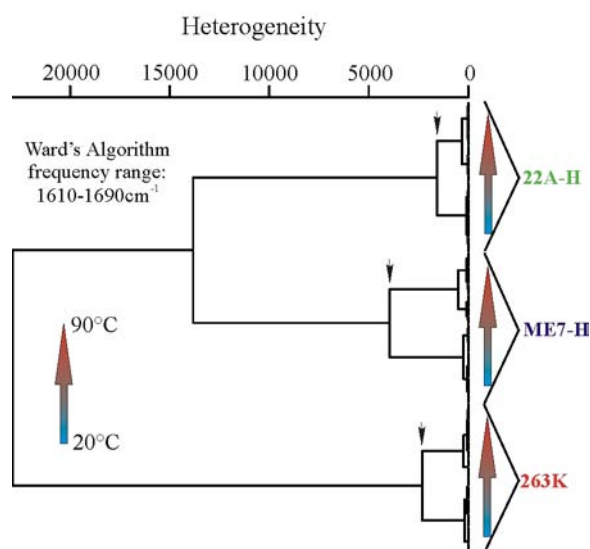 Heterogeneity
20000 15000 10000 5000 0
Ward's Algorithm
frequency range:
1610-1690cm⁻¹
22A-H
ME7-H
90°C
20°C
263K